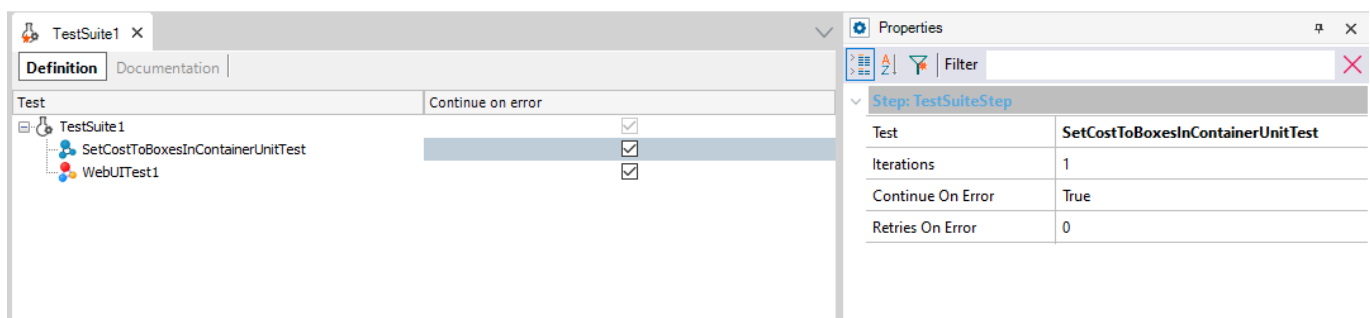 TestSuite1
Definition Documentation
Test Continue on error
TestSuite1
SetCostToBoxesInContainerUnitTest
WebUITest1
Properties
A Z Filter
Step: TestSuiteStep
Test SetCostToBoxesInContainerUnitTest
Iterations 1
Continue On Error True
Retries On Error 0